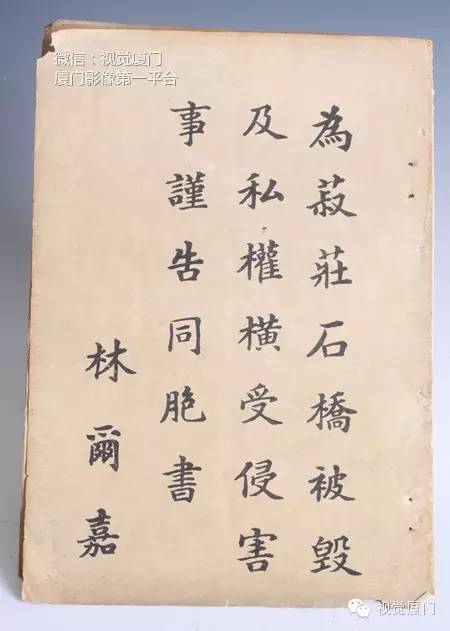 微信：视觉厦门
厦门影像第一平台
為菽莊石橋被毀
及私權橫受侵害
事謹告同胞書
林爾嘉
视觉厦门